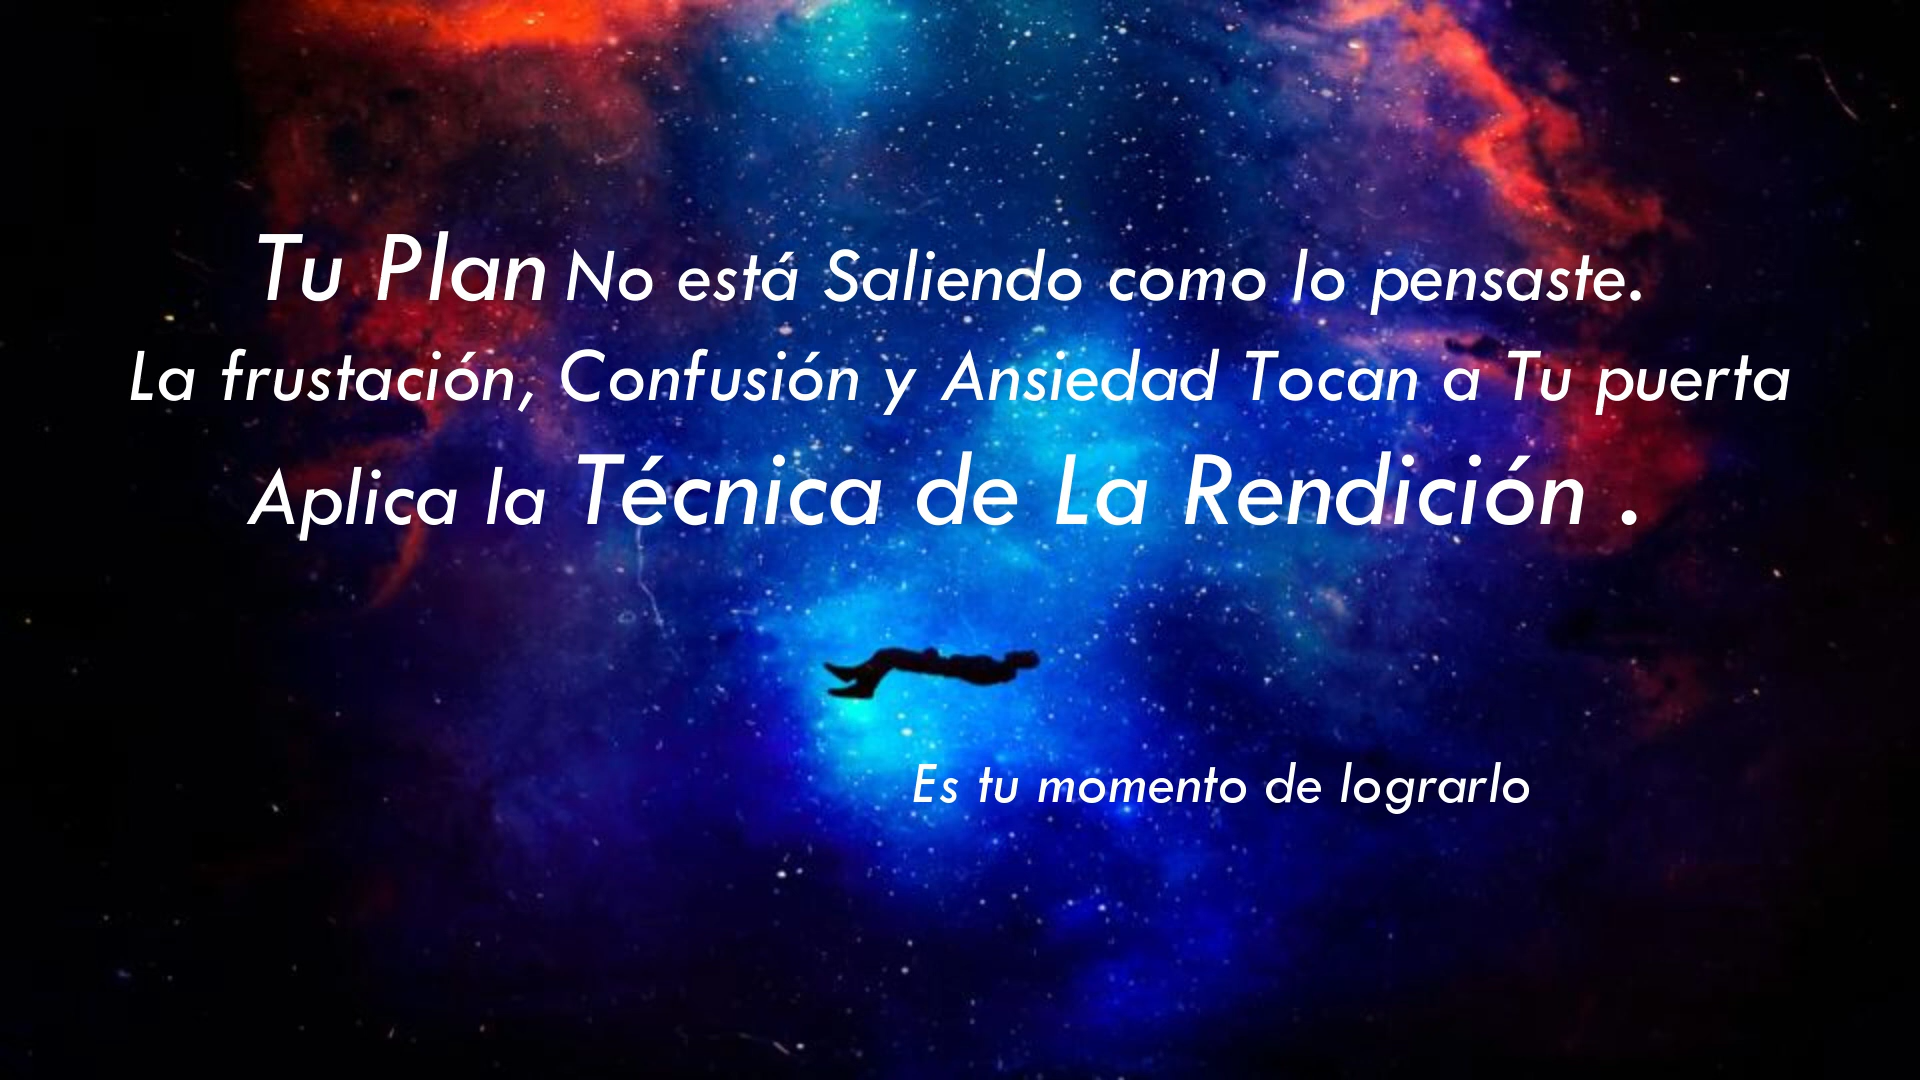 Tu Plan No está Saliendo como lo pensaste.
La frustación, Confusión y Ansiedad Tocan a Tu puerta
Aplica la Técnica de La Rendición .
Es tu momento de lograrlo